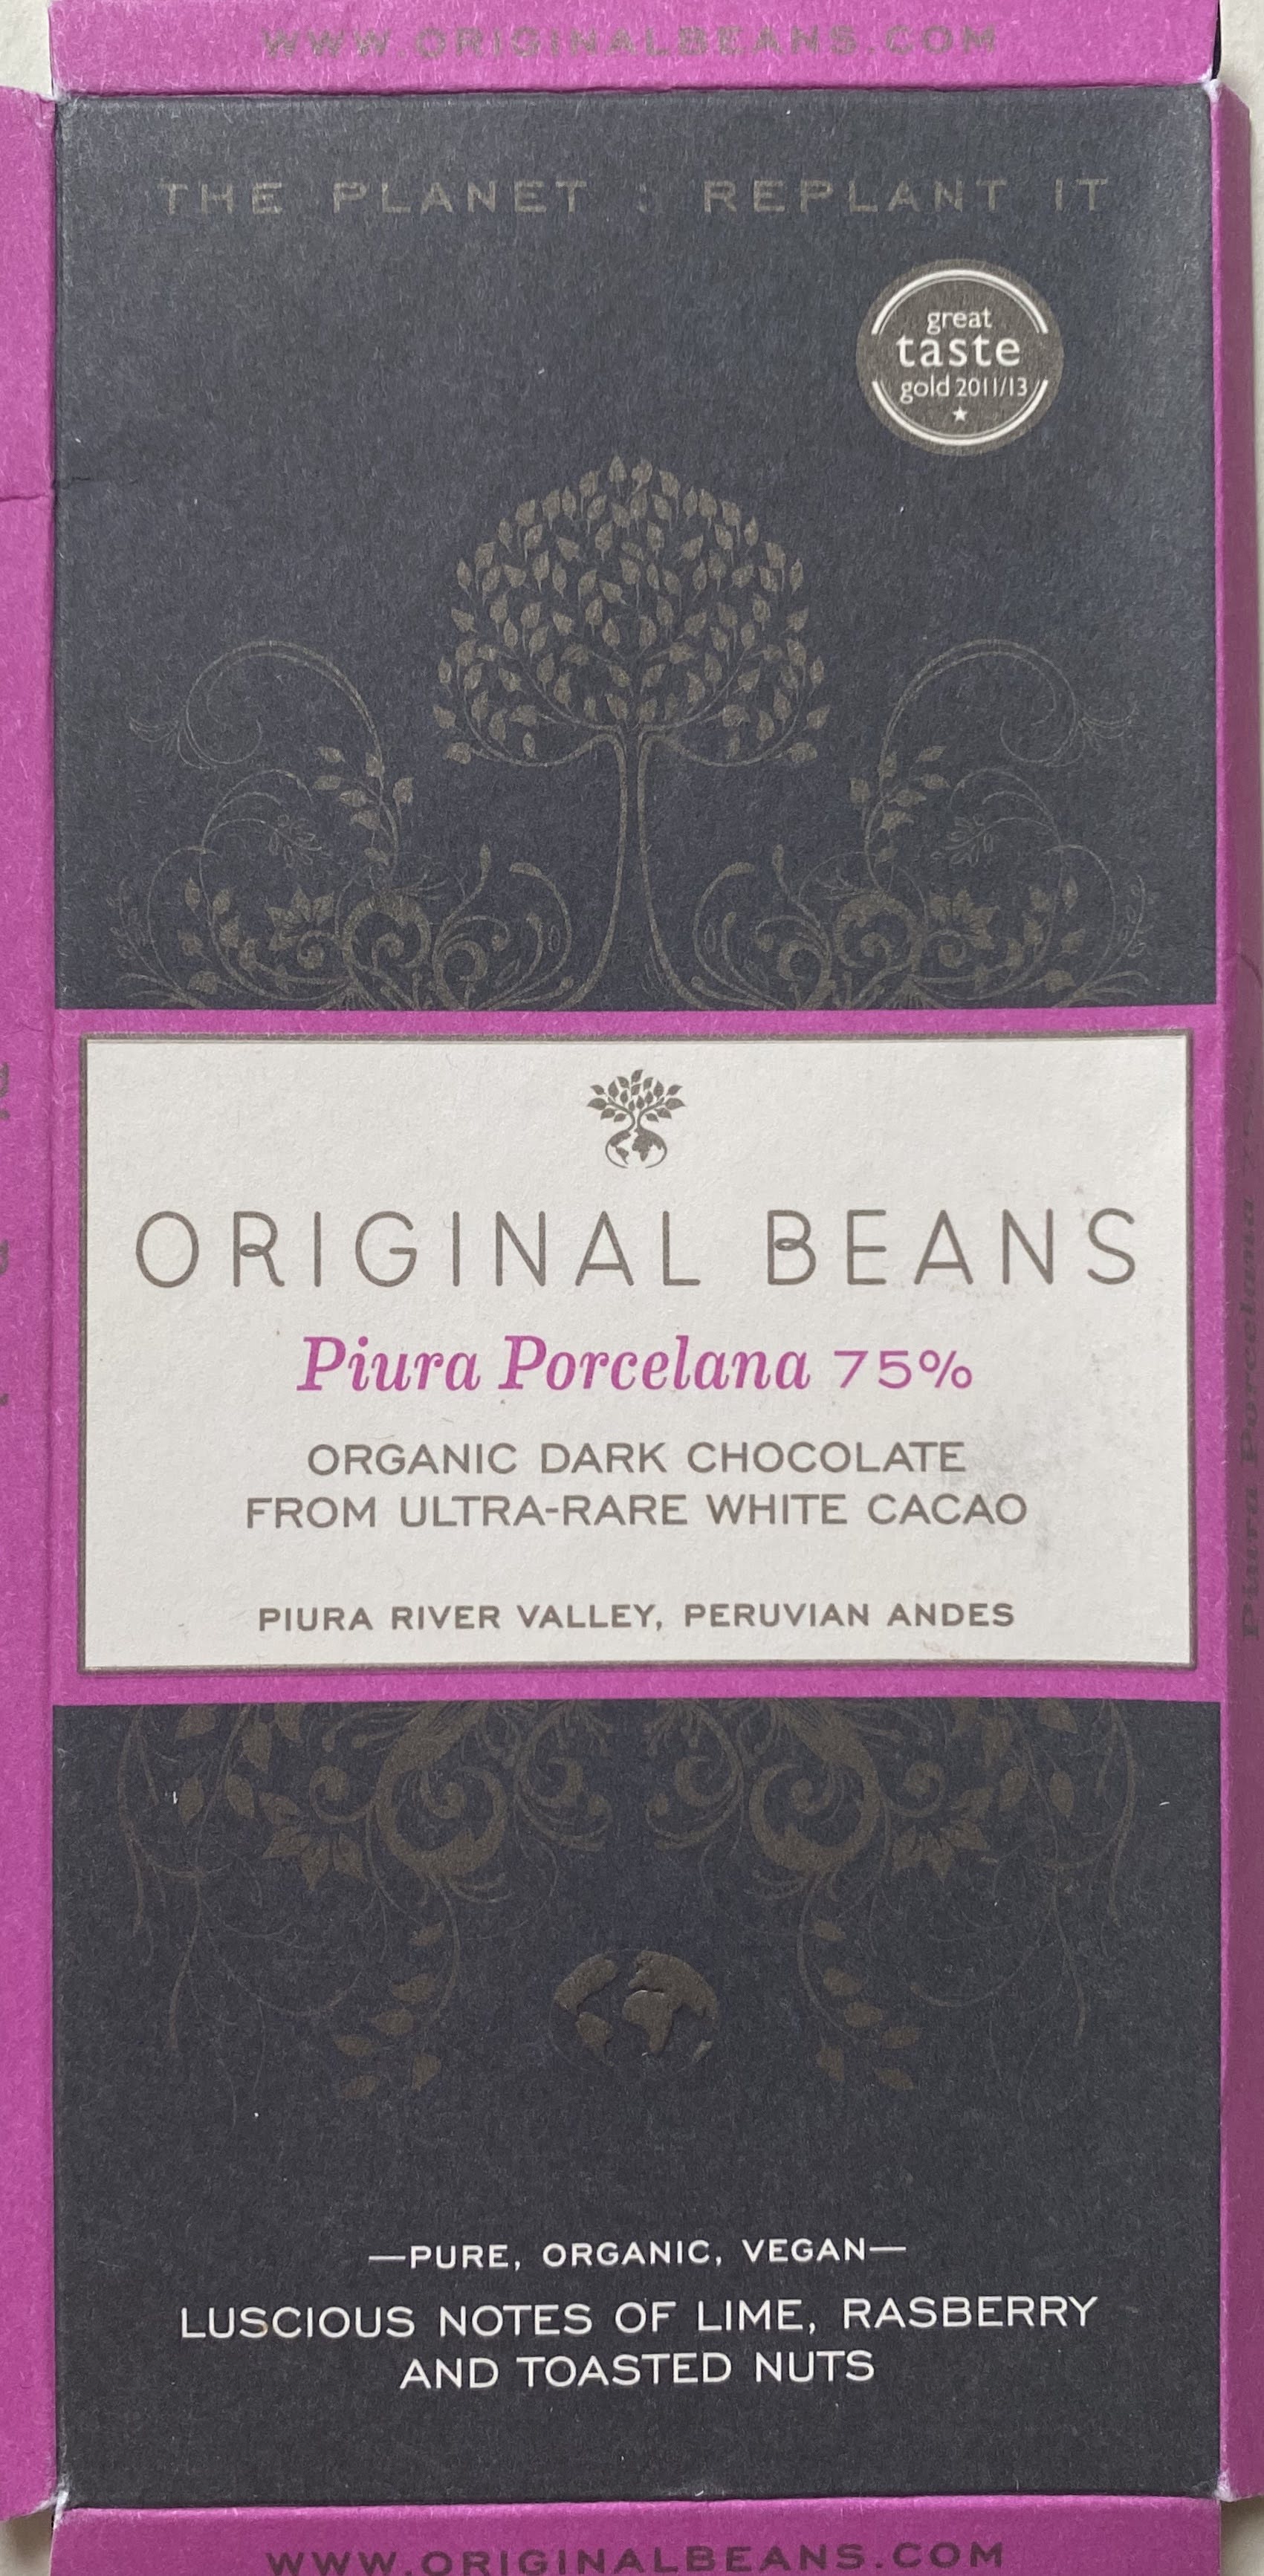 WWW.ORIGINALBEANS.COM
THE PLANET : REPLANT IT
great
taste
gold 2011/13
ORIGINAL BEANS
Piura Porcelana 75%
ORGANIC DARK CHOCOLATE
FROM ULTRA-RARE WHITE CACAO
PIURA RIVER VALLEY, PERUVIAN ANDES
Piura Porcelana 75%
—PURE, ORGANIC, VEGAN—
LUSCIOUS NOTES OF LIME, RASBERRY
AND TOASTED NUTS
WWW.ORIGINALBEANS.COM